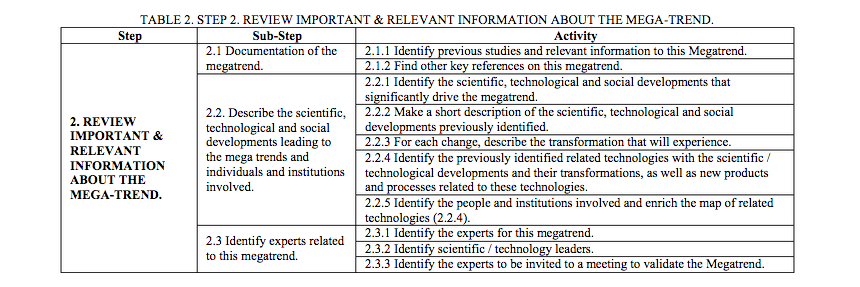 TABLE 2. STEP 2. REVIEW IMPORTANT & RELEVANT INFORMATION ABOUT THE MEGA-TREND.
Step
Sub-Step
Activity
2. REVIEW
IMPORTANT &
RELEVANT
INFORMATION
ABOUT THE
MEGA-TREND.
2.1 Documentation of the
megatrend.
2.1.1 Identify previous studies and relevant information to this Megatrend.
2.1.2 Find other key references on this megatrend.
2.2. Describe the scientific,
technological and social
developments leading to
the mega trends and
individuals and institutions
involved.
2.2.1 Identify the scientific, technological and social developments that
significantly drive the megatrend.
2.2.2 Make a short description of the scientific, technological and social
developments previously identified.
2.2.3 For each change, describe the transformation that will experience.
2.2.4 Identify the previously identified related technologies with the scientific /
technological developments and their transformations, as well as new products
and processes related to these technologies.
2.2.5 Identify the people and institutions involved and enrich the map of related
technologies (2.2.4).
2.3 Identify experts related
to this megatrend.
2.3.1 Identify the experts for this megatrend.
2.3.2 Identify scientific / technology leaders.
2.3.3 Identify the experts to be invited to a meeting to validate the Megatrend.